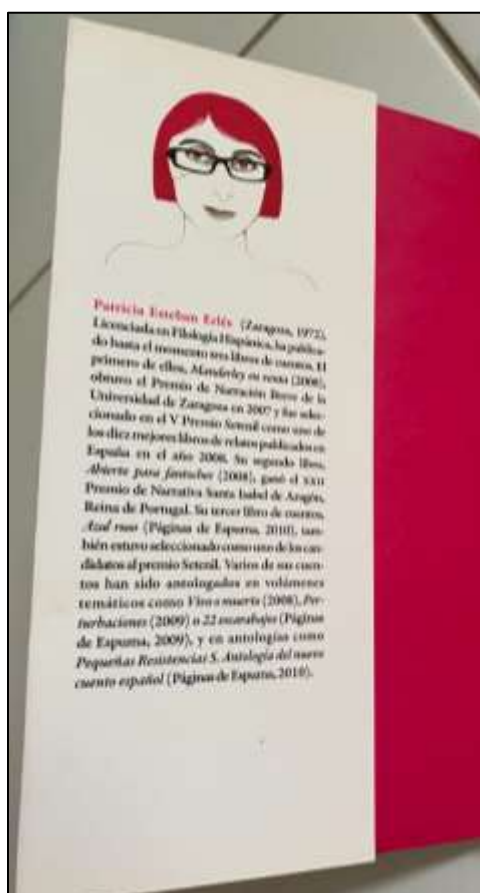 Patricia Esteban Erlés (Zaragoza, 1972),
Licenciada en Filología Hispánica, ha publica-
do hasta el momento tres libros de cuentos. El
primero de ellos, Manderley en venta (2008),
obtuvo el Premio de Narración Breve de la
Universidad de Zaragoza en 2007 y fue selec-
cionado en el V Premio Setenil como uno de
los diez mejores libros de relatos publicados en
España en el año 2008. Su segundo libro,
Abierto para fantoches (2008), ganó el XXII
Premio de Narrativa Santa Isabel de Aragón,
Reina de Portugal. Su tercer libro de cuentos,
Azul ruso (Páginas de Espuma, 2010), tam-
bién estuvo seleccionado como uno de los can-
didatos al premio Setenil. Varios de sus cuen-
tos han sido antologados en volúmenes
temáticos como Vivo o muerto (2008), Per-
turbaciones (2009) o 22 escarabajos (Páginas
de Espuma, 2009), y en antologías como
Pequeñas Resistencias 5. Antología del nuevo
cuento español (Páginas de Espuma, 2010).